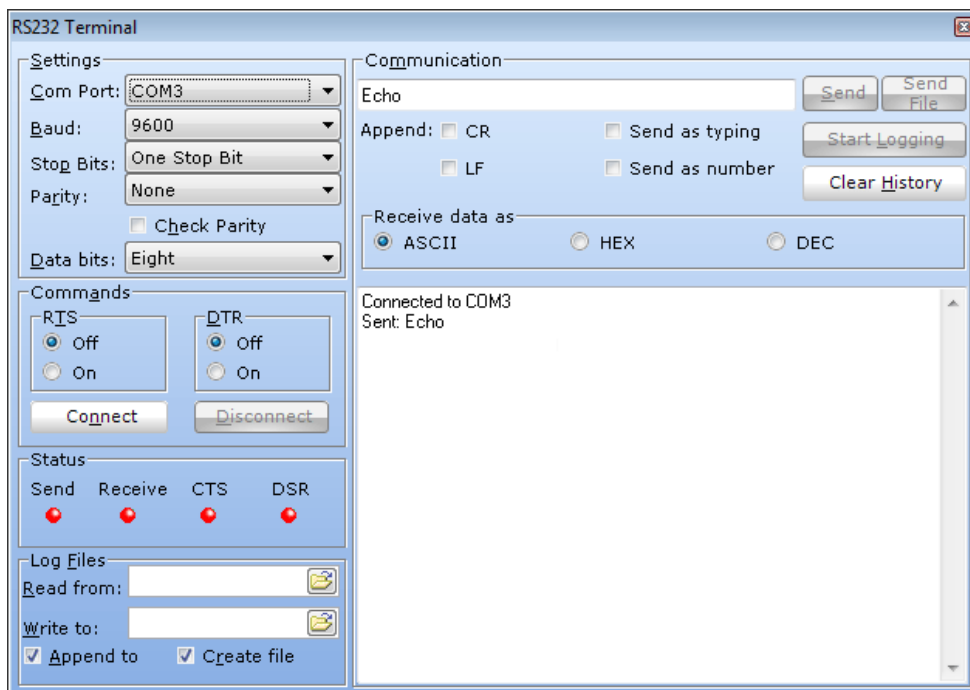 RS232 Terminal
Settings
Com Port: COM3
Baud: 9600
Stop Bits: One Stop Bit
Parity: None
Check Parity
Data bits: Eight
Commands
RTS
Off
On
DTR
Off
On
Connect Disconnect
Status
Send Receive CTS DSR
Log Files
Read from:
Write to:
Append to Create file
Communication
Echo
Send
Send File
Append: CR Send as typing
LF Send as number
Start Logging
Clear History
Receive data as
ASCII HEX DEC
Connected to COM3
Sent: Echo